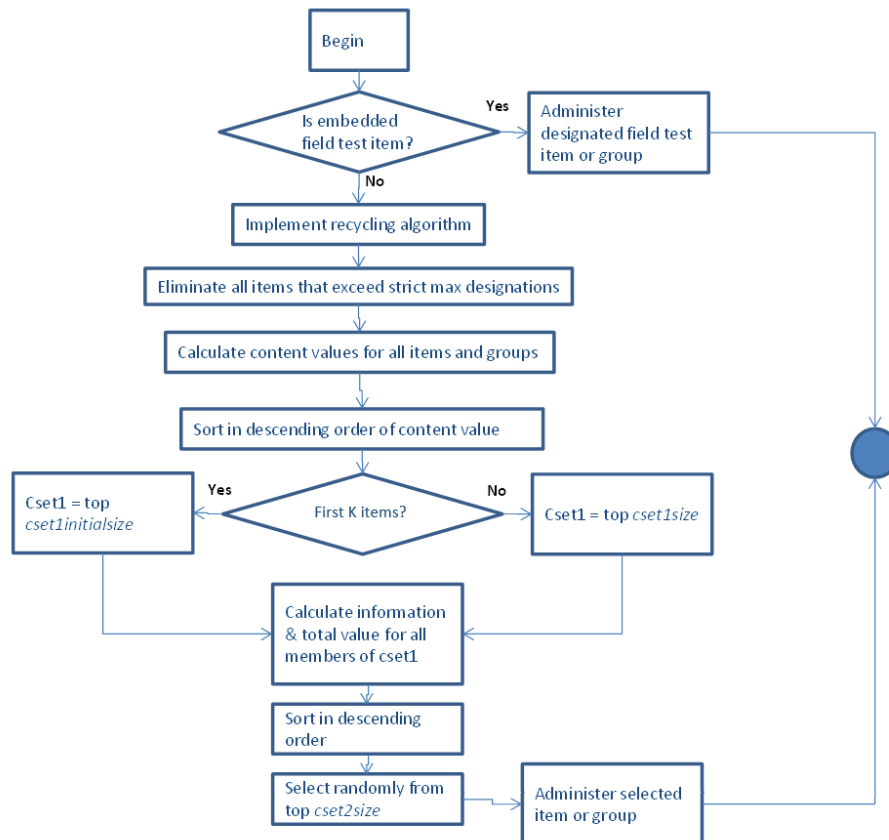 Begin
Is embedded
field test item?
Yes
Administer
designated field test
item or group
No
Implement recycling algorithm
Eliminate all items that exceed strict max designations
Calculate content values for all items and groups
Sort in descending order of content value
Cset1 = top
cset1initialsize
Yes
First K items?
No
Cset1 = top cset1size
Calculate information
& total value for all
members of cset1
Sort in descending
order
Select randomly from
top cset2size
Administer selected
item or group